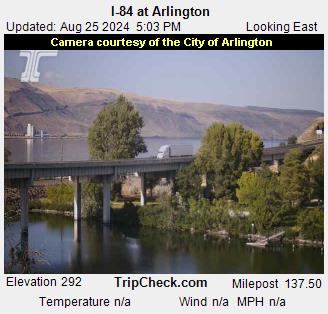 I-84 at Arlington
Updated: Aug 25 2024 5:03 PM Looking East
Camera courtesy of the City of Arlington
Elevation 292 TripCheck.com Milepost 137.50
Temperature n/a Wind n/a MPH n/a